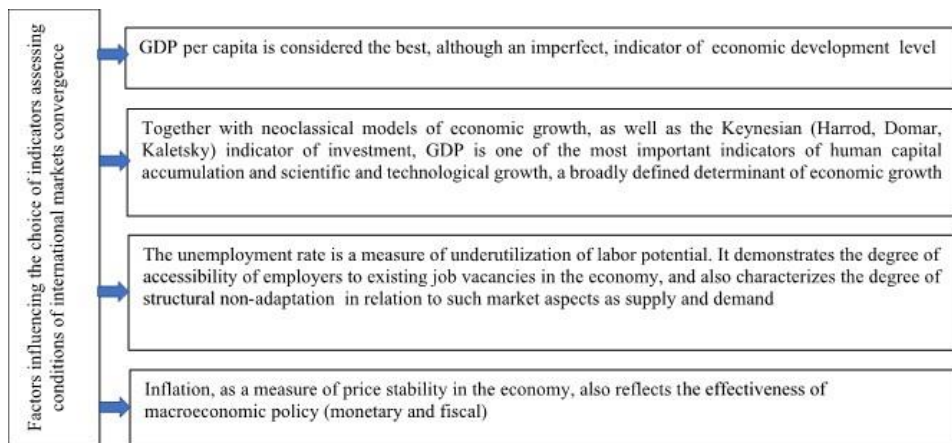 Factors influencing the choice of indicators assessing
conditions of international markets convergence
GDP per capita is considered the best, although an imperfect, indicator of economic development level
Together with neoclassical models of economic growth, as well as the Keynesian (Harrod, Domar,
Kaletsky) indicator of investment, GDP is one of the most important indicators of human capital
accumulation and scientific and technological growth, a broadly defined determinant of economic growth
The unemployment rate is a measure of underutilization of labor potential. It demonstrates the degree of
accessibility of employers to existing job vacancies in the economy, and also characterizes the degree of
structural non-adaptation in relation to such market aspects as supply and demand
Inflation, as a measure of price stability in the economy, also reflects the effectiveness of
macroeconomic policy (monetary and fiscal)